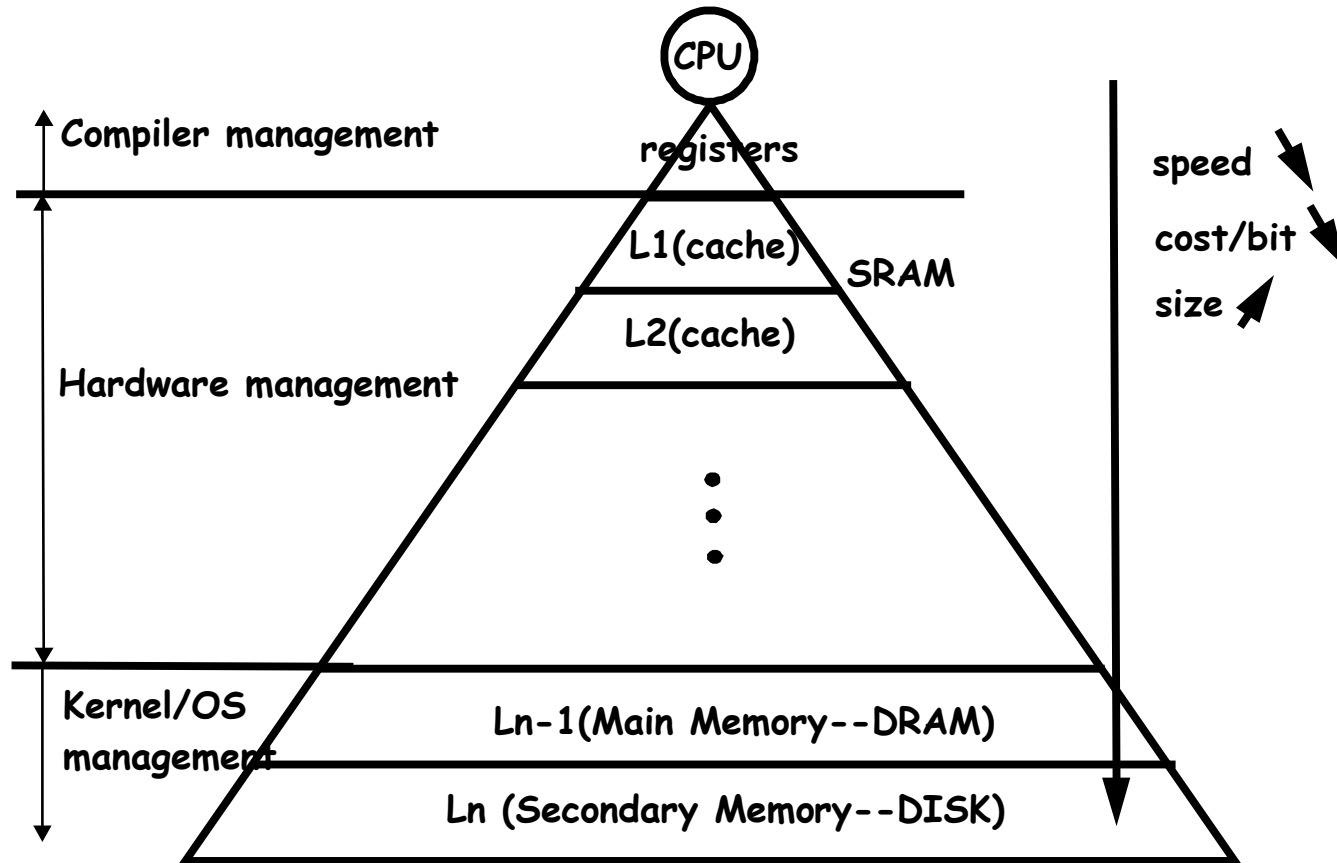 CPU
Compiler management
registers
speed
cost/bit
size
L1(cache)
SRAM
L2(cache)
Hardware management
Kernel/OS
management
Ln-1(Main Memory--DRAM)
Ln (Secondary Memory--DISK)